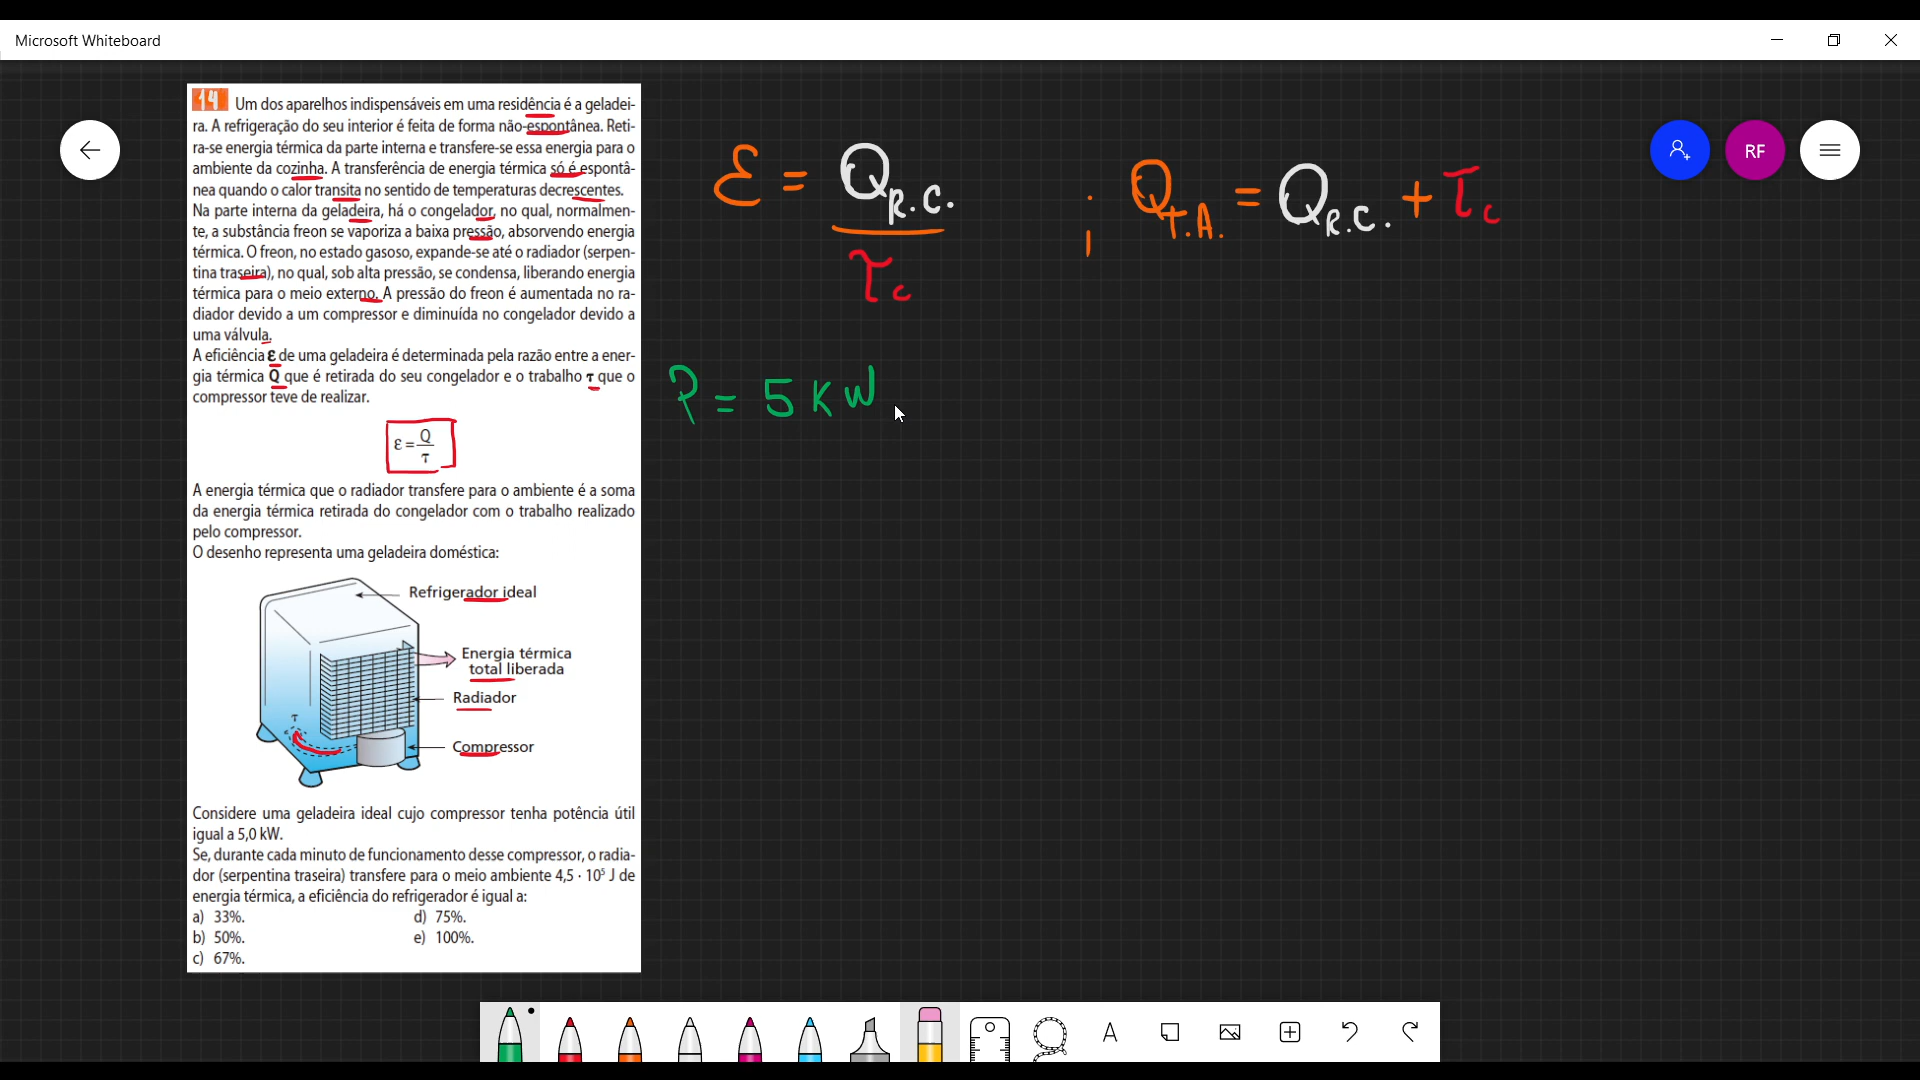 Microsoft Whiteboard
14 Um dos aparelhos indispensáveis em uma residência é a geladei-
ra. A refrigeração do seu interior é feita de forma não-espontânea. Reti-
ra-se energia térmica da parte interna e transfere-se essa energia para o
ambiente da cozinha. A transferência de energia térmica só é espontâ-
nea quando o calor transita no sentido de temperaturas decrescentes.
Na parte interna da geladeira, há o congelador, no qual, normalmen-
te, a substância freon se vaporiza a baixa pressão, absorvendo energia
térmica. O freon, no estado gasoso, expande-se até o radiador (serpen-
tina traseira), no qual, sob alta pressão, se condensa, liberando energia
térmica para o meio externo. A pressão do freon é aumentada no ra-
diador devido a um compressor e diminuída no congelador devido a
uma válvula.
A eficiência ε de uma geladeira é determinada pela razão entre a ener-
gia térmica Q que é retirada do seu congelador e o trabalho τ que o
compressor teve de realizar.
ε = Q/τ
A energia térmica que o radiador transfere para o ambiente é a soma
da energia térmica retirada do congelador com o trabalho realizado
pelo compressor.
O desenho representa uma geladeira doméstica:
Refrigerador ideal
Energia térmica
total liberada
Radiador
τ
Compressor
Considere uma geladeira ideal cujo compressor tenha potência útil
igual a 5,0 kW.
Se, durante cada minuto de funcionamento desse compressor, o radia-
dor (serpentina traseira) transfere para o meio ambiente 4,5 · 10⁵ J de
energia térmica, a eficiência do refrigerador é igual a:
a) 33%. d) 75%.
b) 50%. e) 100%.
c) 67%.
ε = Q R.C. / τc ; Q T.A. = Q R.C. + τc
P = 5 KW
RF
A